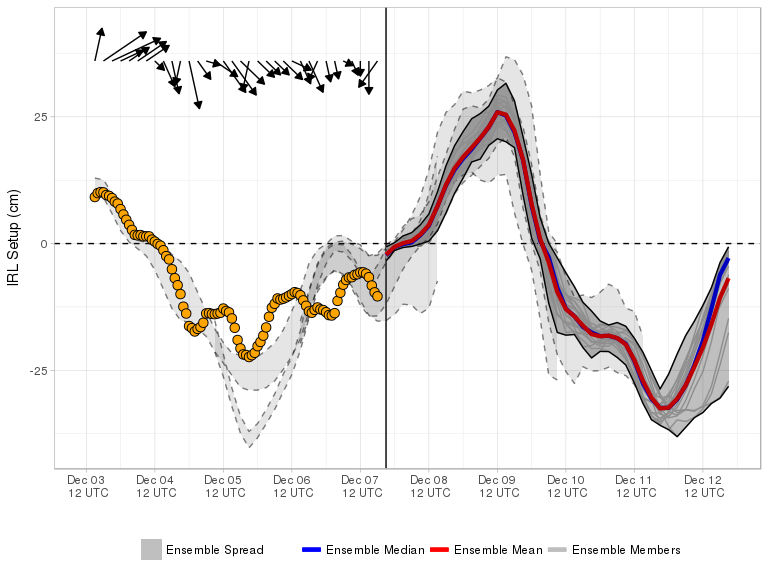 IRL Setup (cm)
25
0
-25
Dec 03 Dec 04 Dec 05 Dec 06 Dec 07 Dec 08 Dec 09 Dec 10 Dec 11 Dec 12
12 UTC 12 UTC 12 UTC 12 UTC 12 UTC 12 UTC 12 UTC 12 UTC 12 UTC 12 UTC
Ensemble Spread Ensemble Median Ensemble Mean Ensemble Members